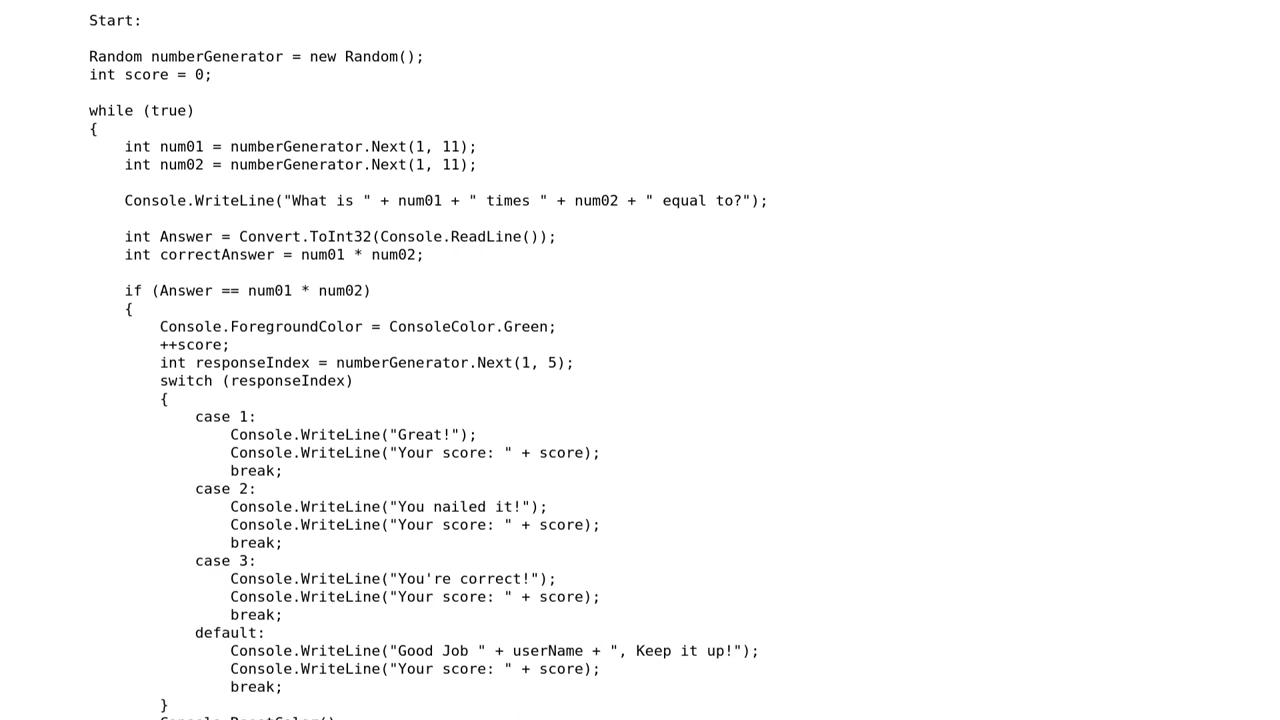 Start:
Random numberGenerator = new Random();
int score = 0;
while (true)
{
int num01 = numberGenerator.Next(1, 11);
int num02 = numberGenerator.Next(1, 11);
Console.WriteLine("What is " + num01 + " times " + num02 + " equal to?");
int Answer = Convert.ToInt32(Console.ReadLine());
int correctAnswer = num01 * num02;
if (Answer == num01 * num02)
{
Console.ForegroundColor = ConsoleColor.Green;
++score;
int responseIndex = numberGenerator.Next(1, 5);
switch (responseIndex)
{
case 1:
Console.WriteLine("Great!");
Console.WriteLine("Your score: " + score);
break;
case 2:
Console.WriteLine("You nailed it!");
Console.WriteLine("Your score: " + score);
break;
case 3:
Console.WriteLine("You're correct!");
Console.WriteLine("Your score: " + score);
break;
default:
Console.WriteLine("Good Job " + userName + ", Keep it up!");
Console.WriteLine("Your score: " + score);
break;
}